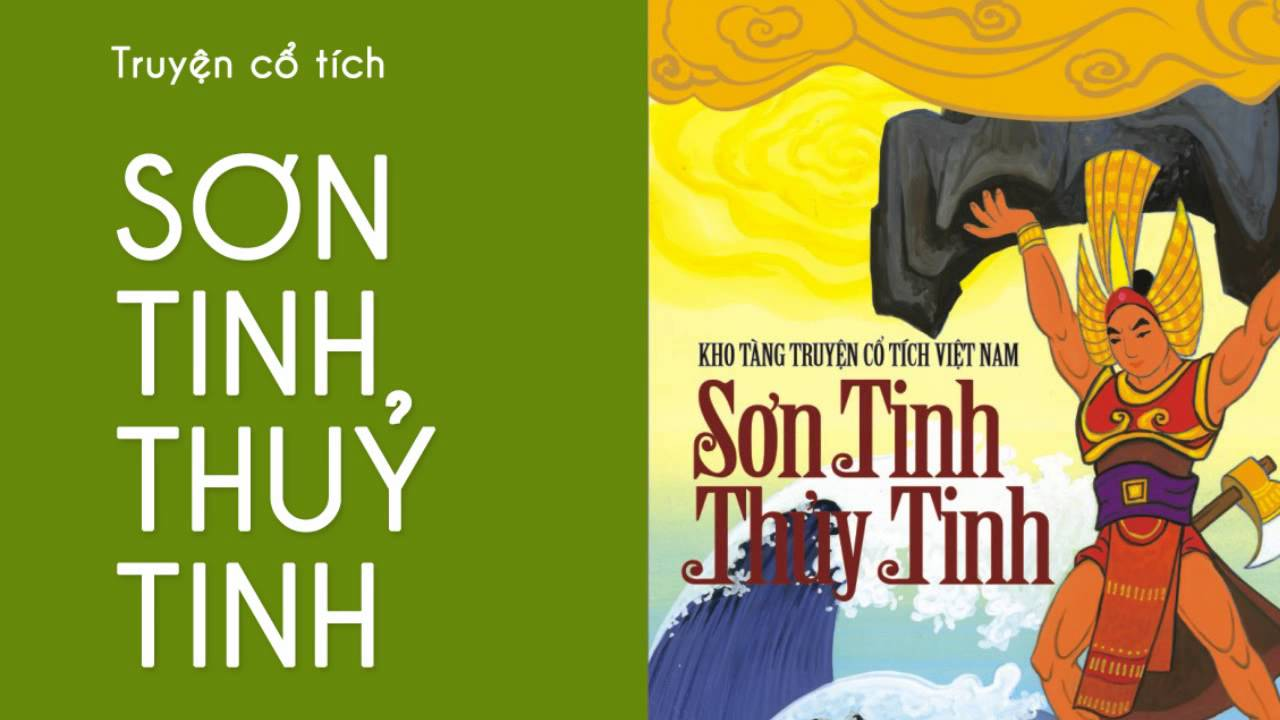 Truyện cổ tích
SƠN
TINH,
THUỶ
TINH
KHO TÀNG TRUYỆN CỔ TÍCH VIỆT NAM
Sơn Tinh
Thủy Tinh